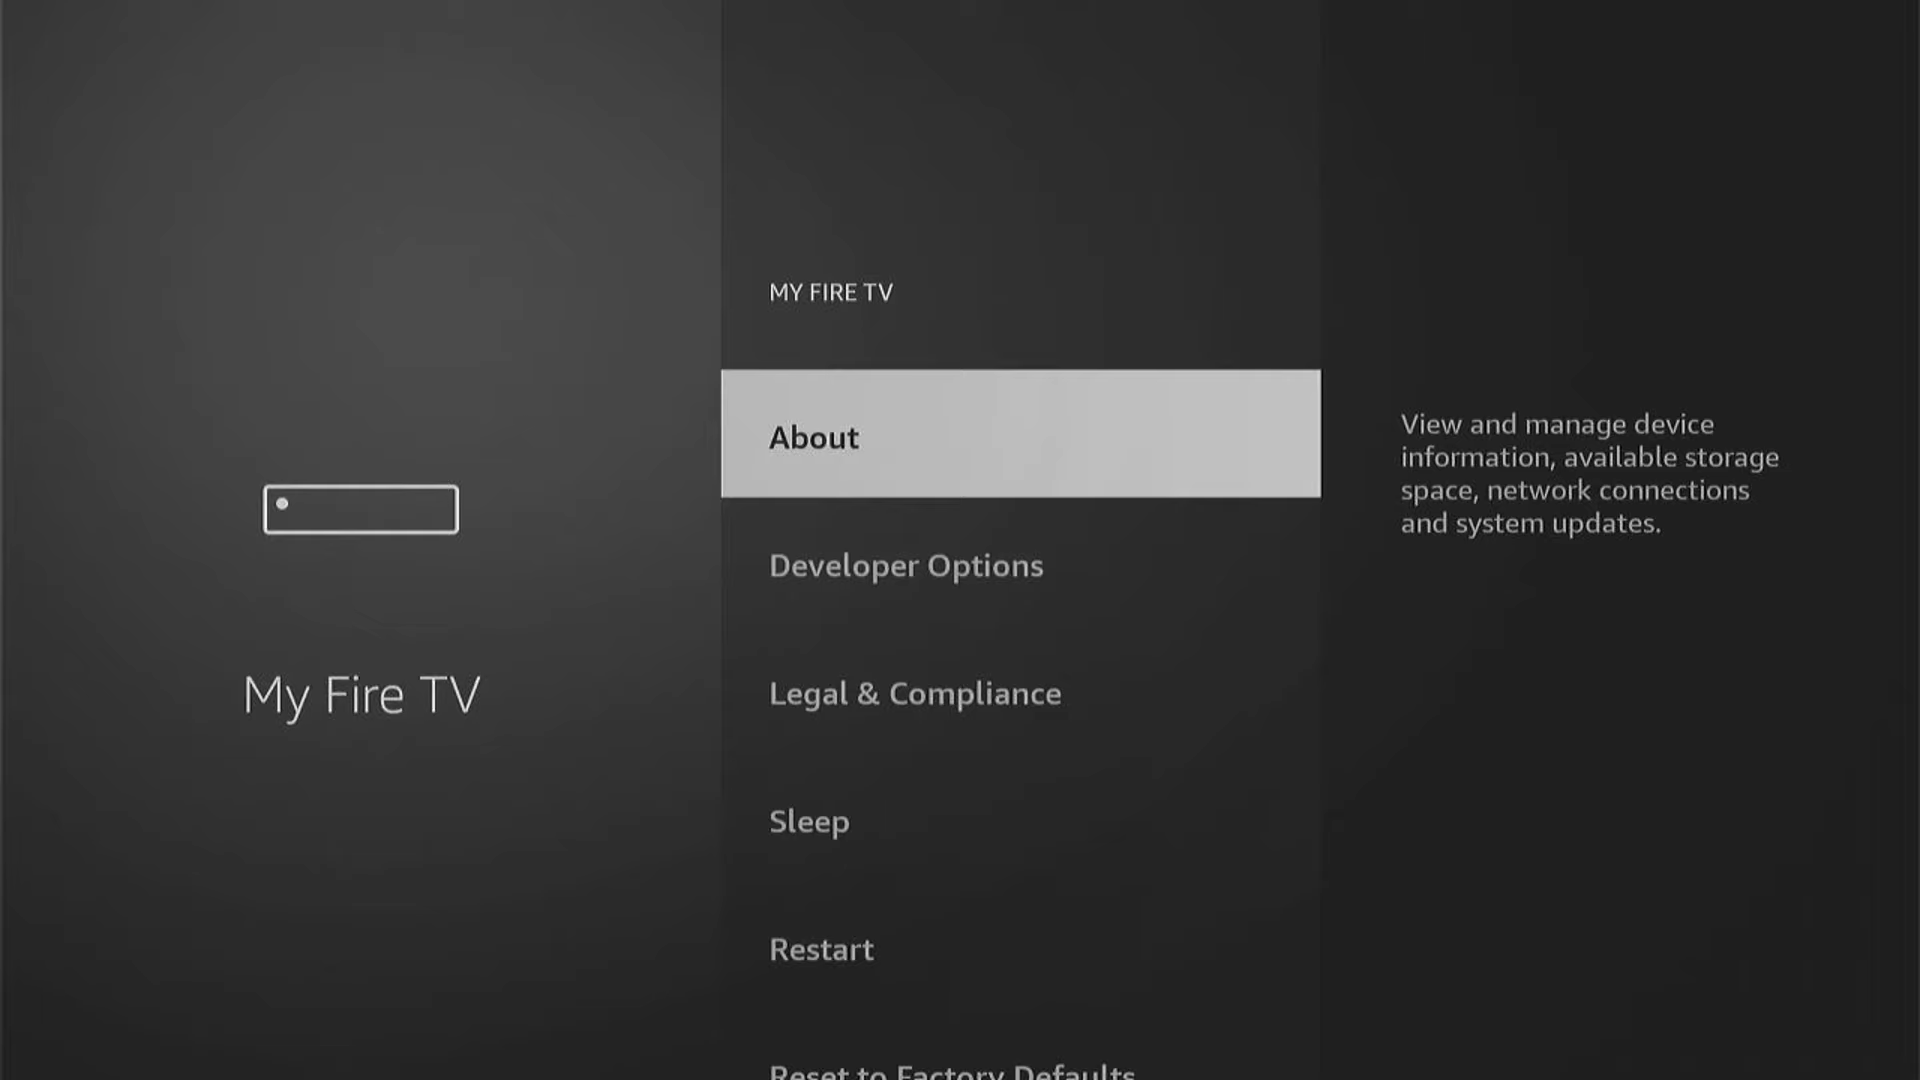 MY FIRE TV
About
Developer Options
Legal & Compliance
Sleep
Restart
Reset to Factory Defaults
My Fire TV
View and manage device
information, available storage
space, network connections
and system updates.